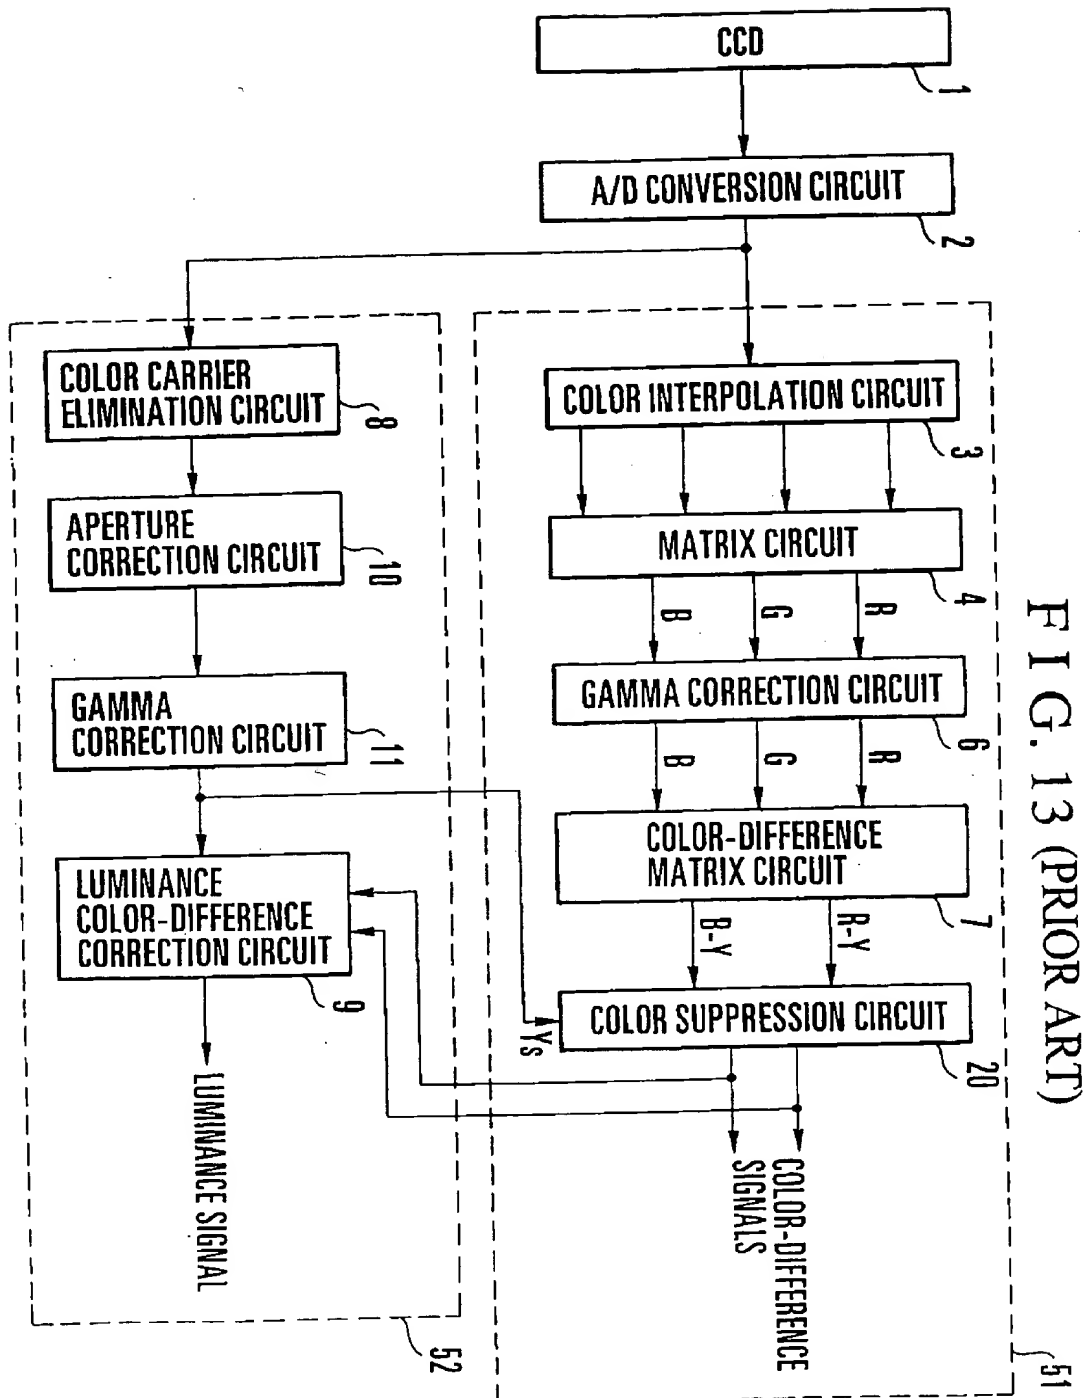 F I G. 13 (PRIOR ART)
CCD
1
A/D CONVERSION CIRCUIT
2
COLOR INTERPOLATION CIRCUIT
3
MATRIX CIRCUIT
4
B
G
R
GAMMA CORRECTION CIRCUIT
6
B
G
R
COLOR-DIFFERENCE
MATRIX CIRCUIT
7
B-Y
R-Y
COLOR SUPPRESSION CIRCUIT
20
Ys
COLOR-DIFFERENCE
SIGNALS
51
COLOR CARRIER
ELIMINATION CIRCUIT
8
APERTURE
CORRECTION CIRCUIT
10
GAMMA
CORRECTION CIRCUIT
11
LUMINANCE
COLOR-DIFFERENCE
CORRECTION CIRCUIT
9
LUMINANCE SIGNAL
52